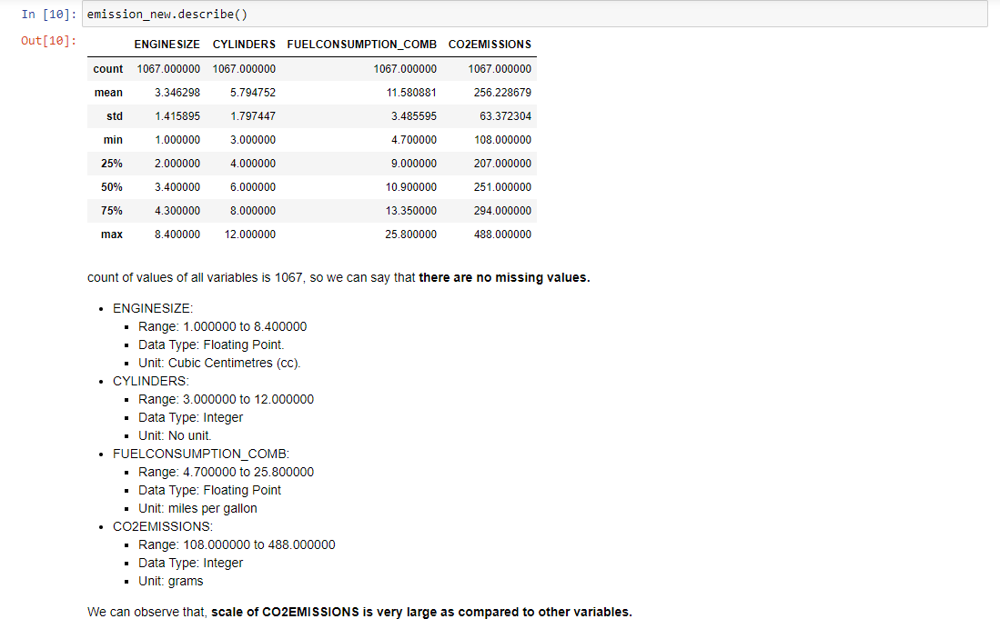 In [10]: emission_new.describe()
Out[10]:
ENGINESIZE CYLINDERS FUELCONSUMPTION_COMB CO2EMISSIONS
count 1067.000000 1067.000000 1067.000000 1067.000000
mean 3.346298 5.794752 11.580881 256.228679
std 1.415895 1.797447 3.485595 63.372304
min 1.000000 3.000000 4.700000 108.000000
25% 2.000000 4.000000 9.000000 207.000000
50% 3.400000 6.000000 10.900000 251.000000
75% 4.300000 8.000000 13.350000 294.000000
max 8.400000 12.000000 25.800000 488.000000
count of values of all variables is 1067, so we can say that there are no missing values.
• ENGINESIZE:
▪ Range: 1.000000 to 8.400000
▪ Data Type: Floating Point.
▪ Unit: Cubic Centimetres (cc).
• CYLINDERS:
▪ Range: 3.000000 to 12.000000
▪ Data Type: Integer
▪ Unit: No unit.
• FUELCONSUMPTION_COMB:
▪ Range: 4.700000 to 25.800000
▪ Data Type: Floating Point
▪ Unit: miles per gallon
• CO2EMISSIONS:
▪ Range: 108.000000 to 488.000000
▪ Data Type: Integer
▪ Unit: grams
We can observe that, scale of CO2EMISSIONS is very large as compared to other variables.